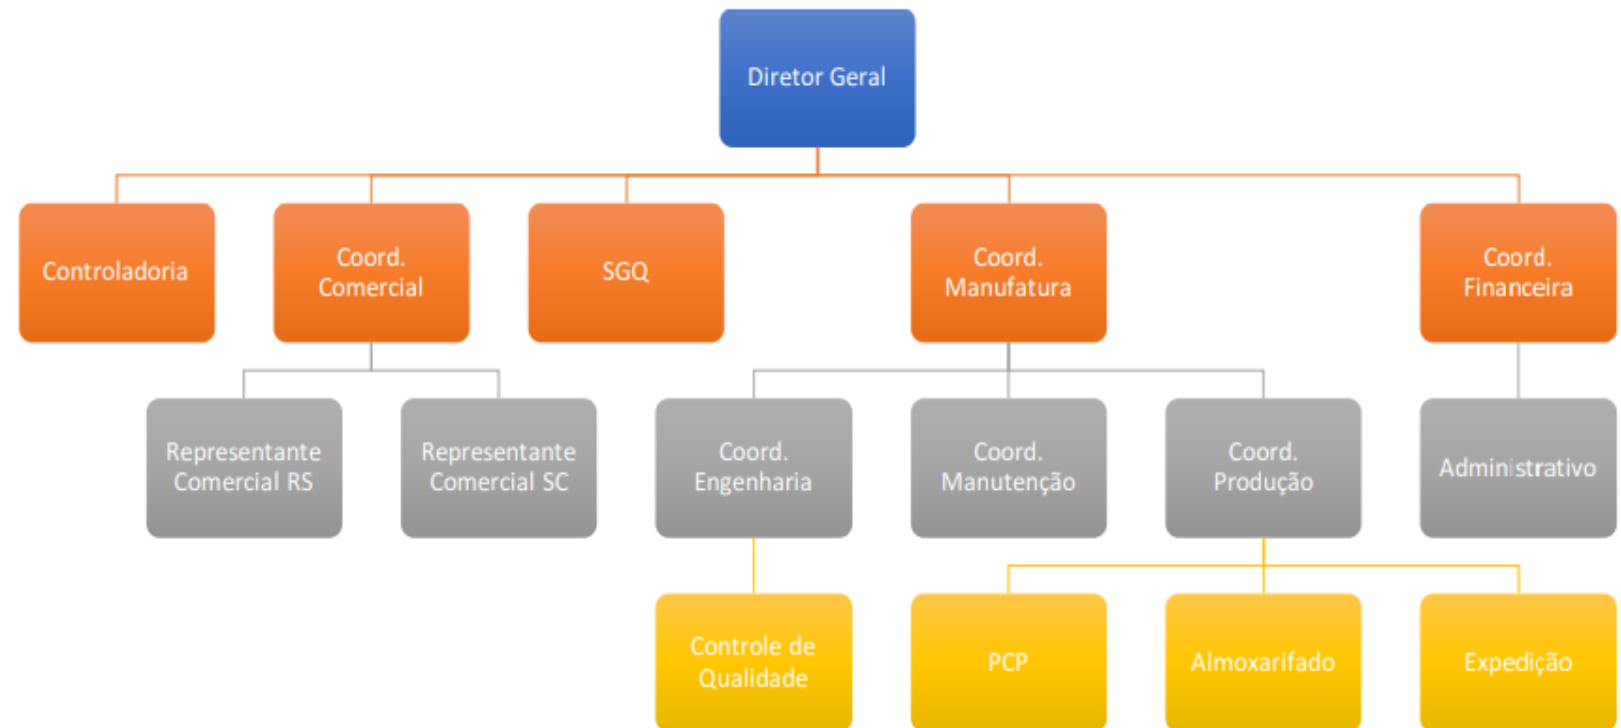 Diretor Geral
Controladoria
Coord.
Comercial
SGQ
Coord.
Manufatura
Coord.
Financeira
Representante
Comercial RS
Representante
Comercial SC
Coord.
Engenharia
Coord.
Manutenção
Coord.
Produção
Administrativo
Controle de
Qualidade
PCP
Almoxarifado
Expedição